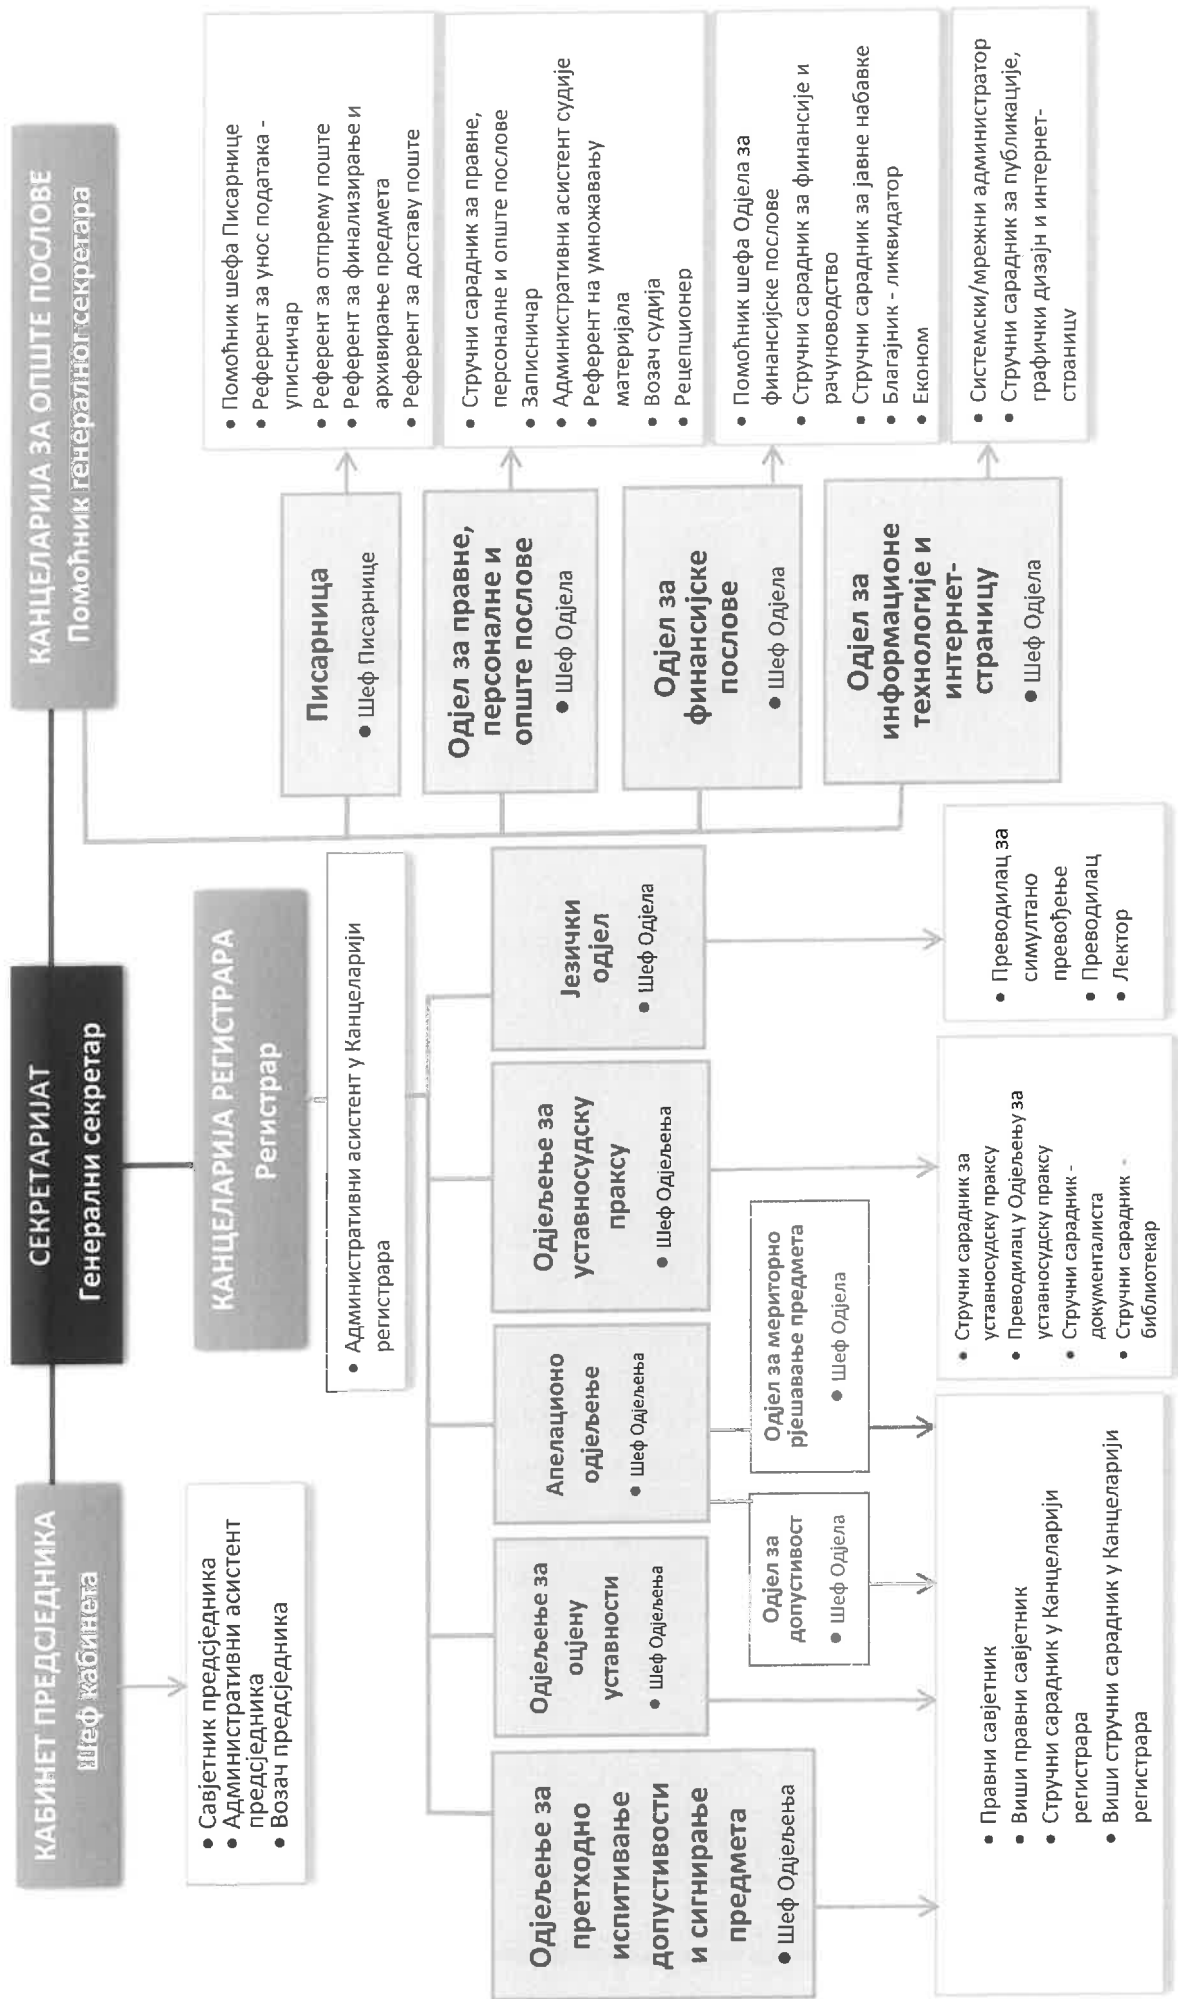 СЕКРЕТАРИЈАТ
Генерални секретар
КАБИНЕТ ПРЕДСЈЕДНИКА
Шеф кабинета
• Савјетник предсједника
• Административни асистент
предсједника
• Возач предсједника
КАНЦЕЛАРИЈА РЕГИСТРАРА
Регистрар
• Административни асистент у Канцеларији
регистрара
КАНЦЕЛАРИЈА ЗА ОПШТЕ ПОСЛОВЕ
Помоћник генералног секретара
Одјељење за
претходно
испитивање
допустивости
и сигнирање
предмета
• Шеф Одјељења
Одјељење за
оцјену
уставности
• Шеф Одјељења
Апелационо
одјељење
• Шеф Одјељења
Одјељење за
уставносудску
праксу
• Шеф Одјељења
Језички
одјел
• Шеф Одјела
Одјел за
допустивост
• Шеф Одјела
Одјел за мериторно
рјешавање предмета
• Шеф Одјела
• Правни савјетник
• Виши правни савјетник
• Стручни сарадник у Канцеларији
регистрара
• Виши стручни сарадник у Канцеларији
регистрара
• Стручни сарадник за
уставносудску праксу
• Преводилац у Одјељењу за
уставносудску праксу
• Стручни сарадник -
документалиста
• Стручни сарадник -
библиотекар
• Преводилац за
симултано
превођење
• Преводилац
• Лектор
Писарница
• Шеф Писарнице
• Помоћник шефа Писарнице
• Референт за унос података -
уписничар
• Референт за отпрему поште
• Референт за финализирање и
архивирање предмета
• Референт за доставу поште
Одјел за правне,
персоналне и
опште послове
• Шеф Одјела
• Стручни сарадник за правне,
персоналне и опште послове
• Записничар
• Административни асистент судије
• Референт на умножавању
материјала
• Возач судија
• Рецепционер
Одјел за
финансијске
послове
• Шеф Одјела
• Помоћник шефа Одјела за
финансијске послове
• Стручни сарадник за финансије и
рачуноводство
• Стручни сарадник за јавне набавке
• Благајник - ликвидатор
• Економ
Одјел за
информационе
технологије и
интернет-
страницу
• Шеф Одјела
• Системски/мрежни администратор
• Стручни сарадник за публикације,
графички дизајн и интернет-
страницу